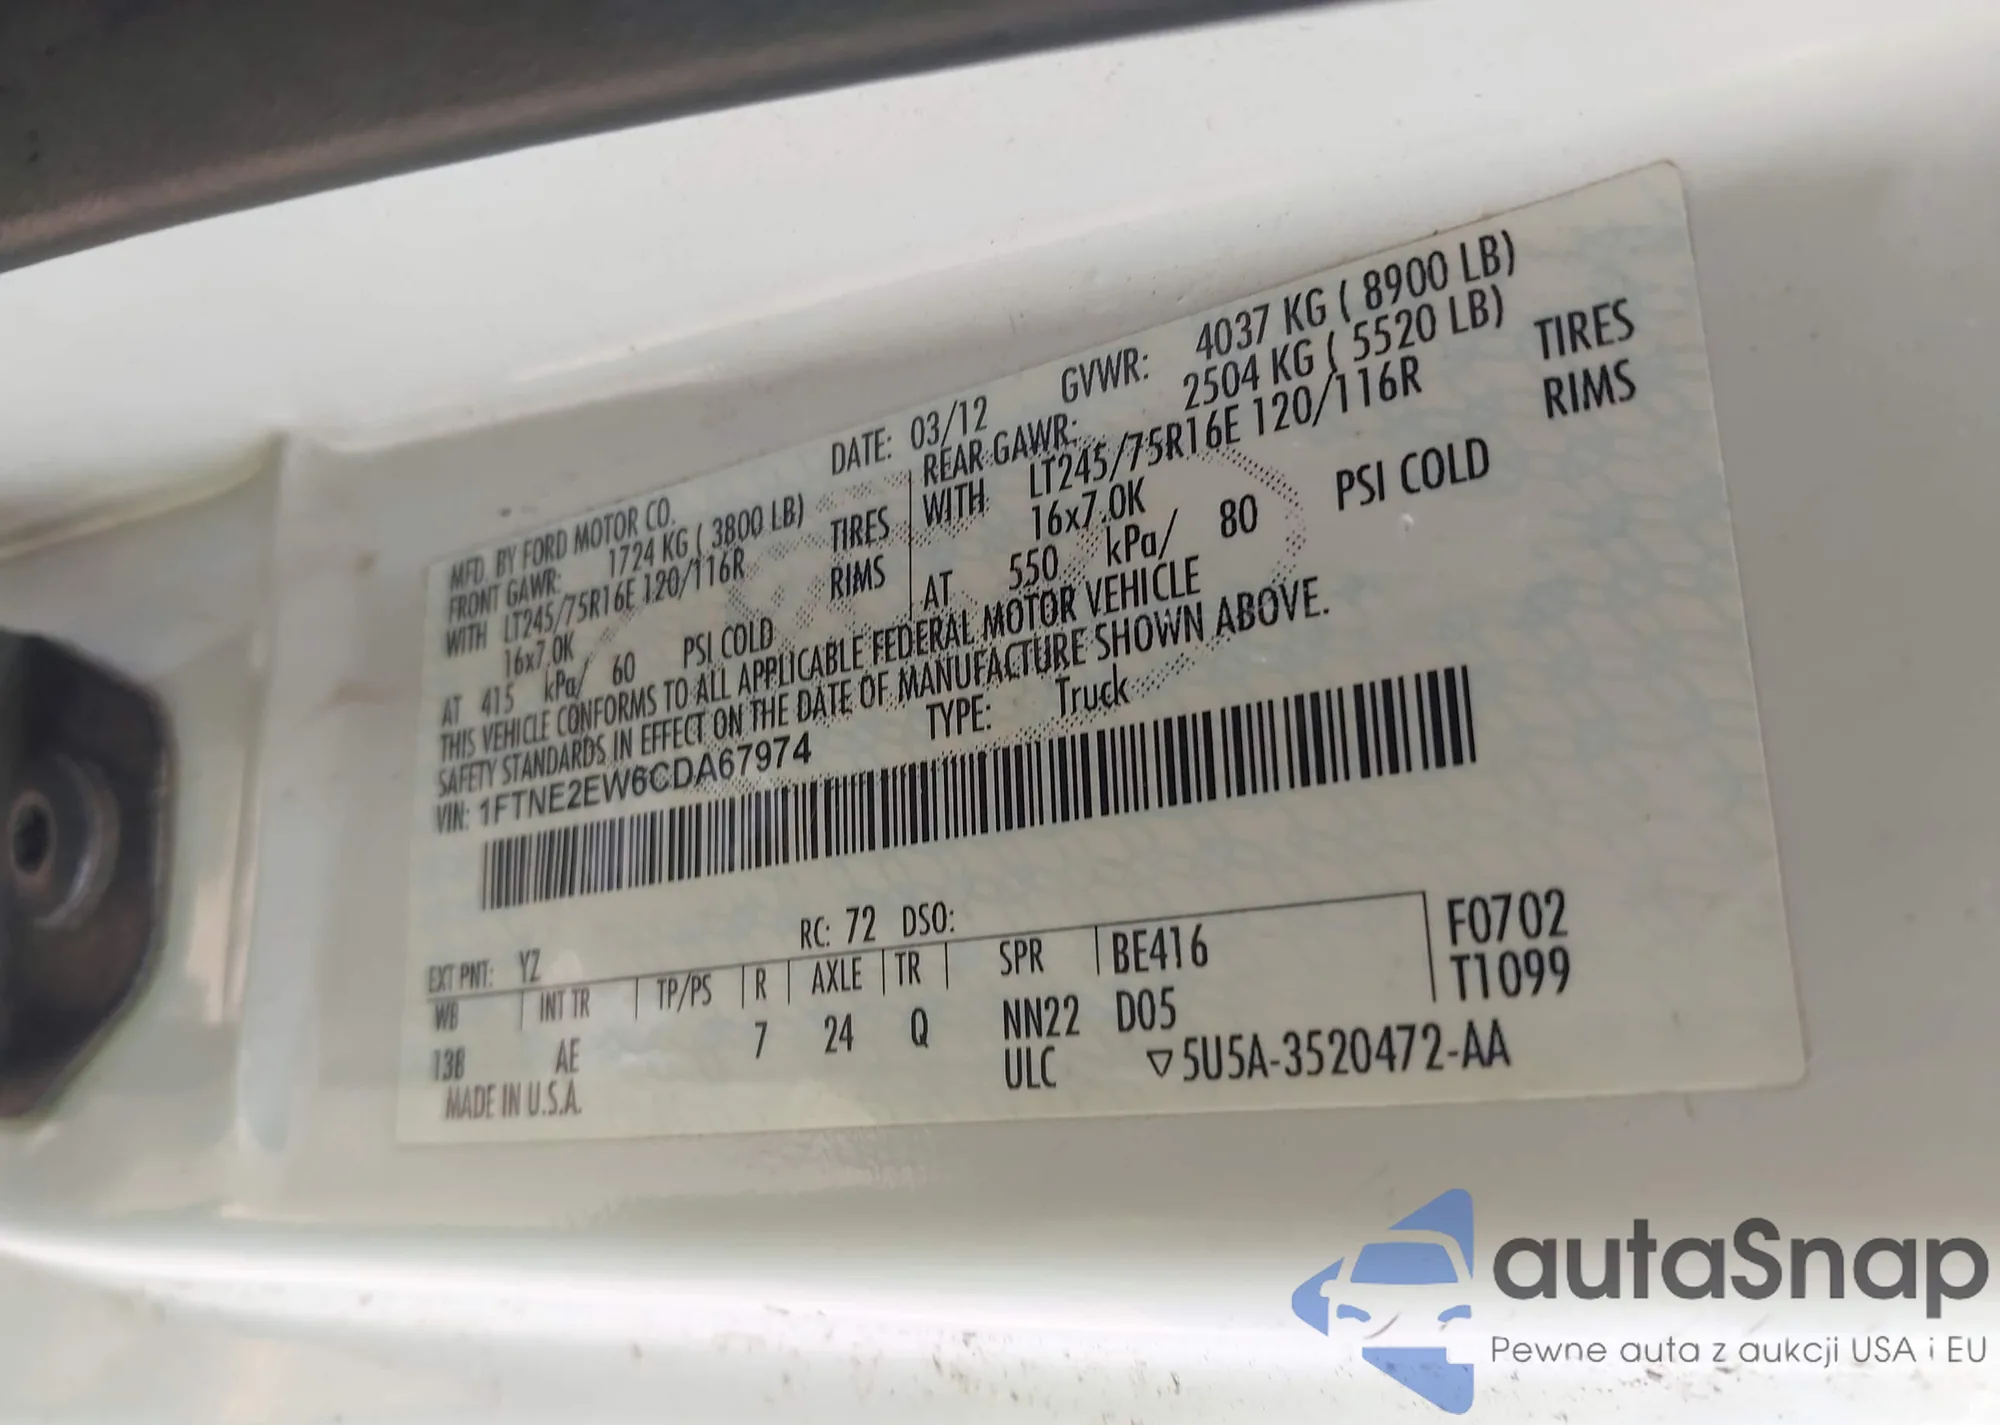 MFD. BY FORD MOTOR CO. DATE: 03/12 GVWR: 4037 KG ( 8900 LB)
FRONT GAWR: 1724 KG ( 3800 LB) REAR GAWR: 2504 KG ( 5520 LB)
WITH LT245/75R16E 120/116R TIRES WITH LT245/75R16E 120/116R TIRES
16x7.0K RIMS 16x7.0K RIMS
AT 415 kPa/ 60 PSI COLD AT 550 kPa/ 80 PSI COLD
THIS VEHICLE CONFORMS TO ALL APPLICABLE FEDERAL MOTOR VEHICLE
SAFETY STANDARDS IN EFFECT ON THE DATE OF MANUFACTURE SHOWN ABOVE.
VIN: 1FTNE2EW6CDA67974 TYPE: Truck
EXT PNT: YZ RC: 72 DSO:
WB INT TR TP/PS R AXLE TR SPR BE416 F0702
138 AE 7 24 Q NN22 D05 T1099
MADE IN U.S.A. ULC ▽5U5A-3520472-AA
autaSnap
Pewne auta z aukcji USA i EU